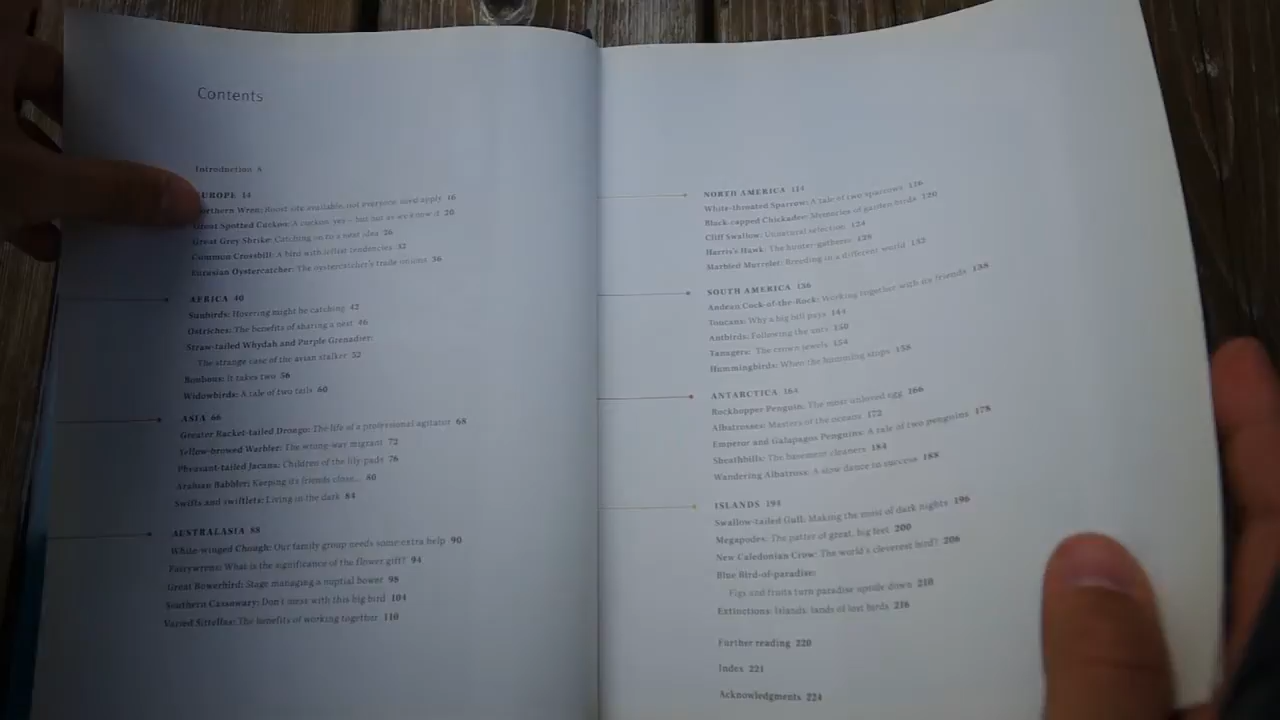 Contents
Introduction 8
EUROPE 14
Northern Wren: Roost site available, not everyone need apply 16
Great Spotted Cuckoo: A cuckoo, yes – but not as we know it 20
Great Grey Shrike: Catching on to a neat idea 26
Common Crossbill: A bird with leftist tendencies 32
Eurasian Oystercatcher: The oystercatcher's trade unions 36
AFRICA 40
Sunbirds: Hovering might be catching 42
Ostriches: The benefits of sharing a nest 46
Straw-tailed Whydah and Purple Grenadier:
The strange case of the avian stalker 52
Boubous: It takes two 56
Widowbirds: A tale of two tails 60
ASIA 66
Greater Racket-tailed Drongo: The life of a professional agitator 68
Yellow-browed Warbler: The wrong-way migrant 72
Pheasant-tailed Jacana: Children of the lily pads 76
Arabian Babbler: Keeping its friends close... 80
Swifts and swiftlets: Living in the dark 84
AUSTRALASIA 88
White-winged Chough: Our family group needs some extra help 90
Fairywrens: What is the significance of the flower gift? 94
Great Bowerbird: Stage managing a nuptial bower 98
Southern Cassowary: Don't mess with this big bird 104
Varied Sittellas: The benefits of working together 110
NORTH AMERICA 114
White-throated Sparrow: A tale of two sparrows 116
Black-capped Chickadee: Memories of garden birds 120
Cliff Swallow: Unnatural selection 124
Harris's Hawk: The hunter-gatherer 128
Marbled Murrelet: Breeding in a different world 132
SOUTH AMERICA 136
Andean Cock-of-the-Rock: Working together with its friends 138
Toucans: Why a big bill pays 144
Antbirds: Following the ants 150
Tanagers: The crown jewels 154
Hummingbirds: When the humming stops 158
ANTARCTICA 164
Rockhopper Penguin: The most unloved egg 166
Albatrosses: Masters of the oceans 172
Emperor and Galapagos Penguins: A tale of two penguins 178
Sheathbills: The basement cleaners 184
Wandering Albatross: A slow dance to success 188
ISLANDS 194
Swallow-tailed Gull: Making the most of dark nights 196
Megapodes: The patter of great, big feet 200
New Caledonian Crow: The world's cleverest bird? 206
Blue Bird-of-paradise:
Figs and fruits turn paradise upside down 210
Extinctions: Islands: lands of lost birds 216
Further reading 220
Index 221
Acknowledgments 224